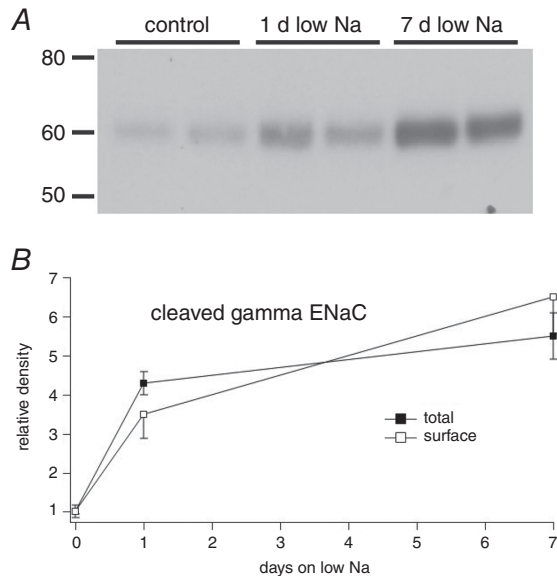 A
control 1 d low Na 7 d low Na
80
60
50
B
7
6
5
4
3
2
1
relative density
cleaved gamma ENaC
total
surface
0 1 2 3 4 5 6 7
days on low Na